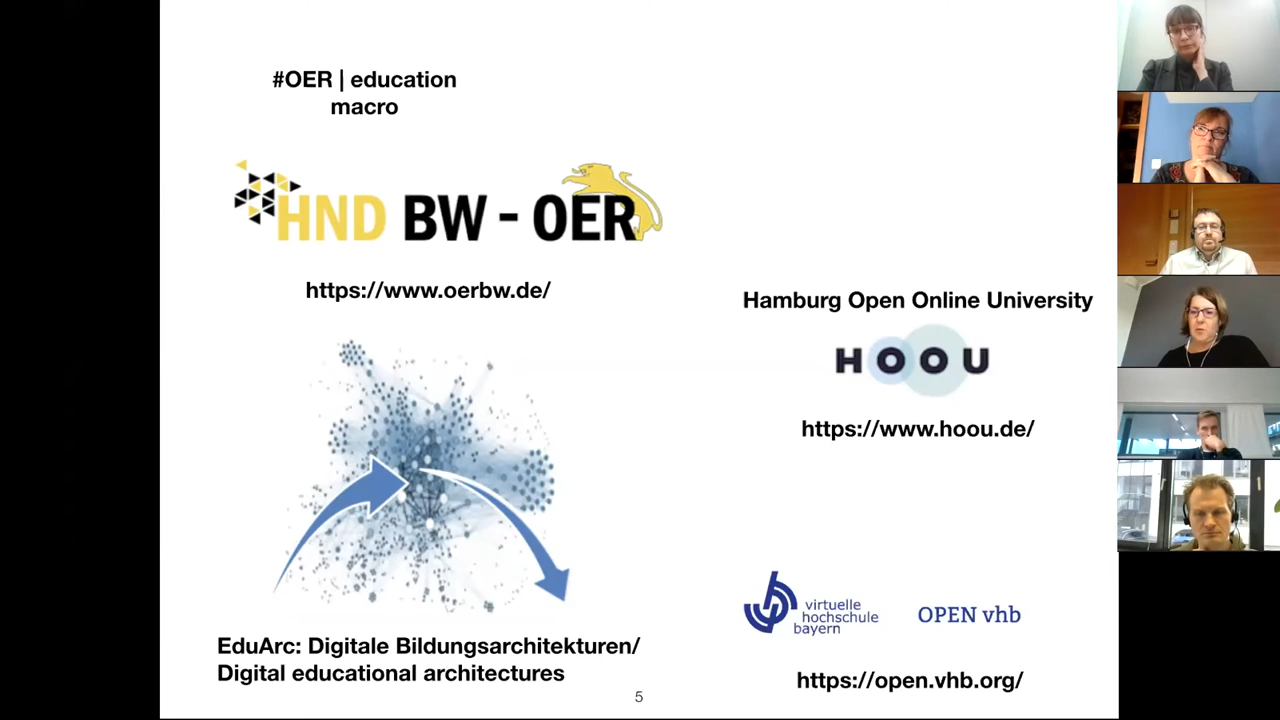 #OER | education
macro
HND BW - OER
https://www.oerbw.de/
Hamburg Open Online University
HOOU
https://www.hoou.de/
EduArc: Digitale Bildungsarchitekturen/
Digital educational architectures
virtuelle
hochschule
bayern
OPEN vhb
https://open.vhb.org/
5